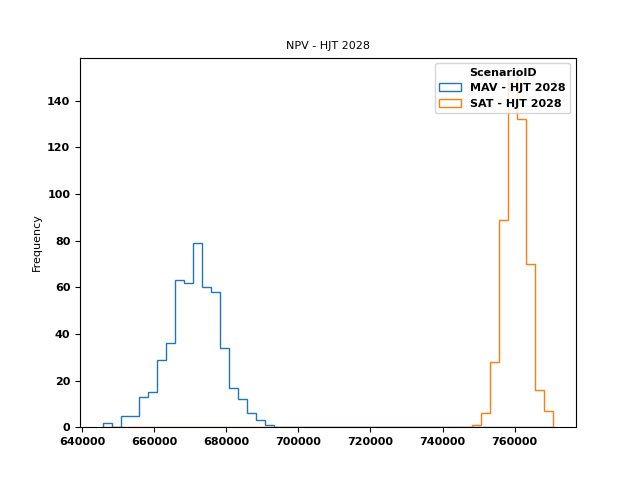 NPV - HJT 2028
ScenarioID
MAV - HJT 2028
SAT - HJT 2028
Frequency
140
120
100
80
60
40
20
0
640000 660000 680000 700000 720000 740000 760000